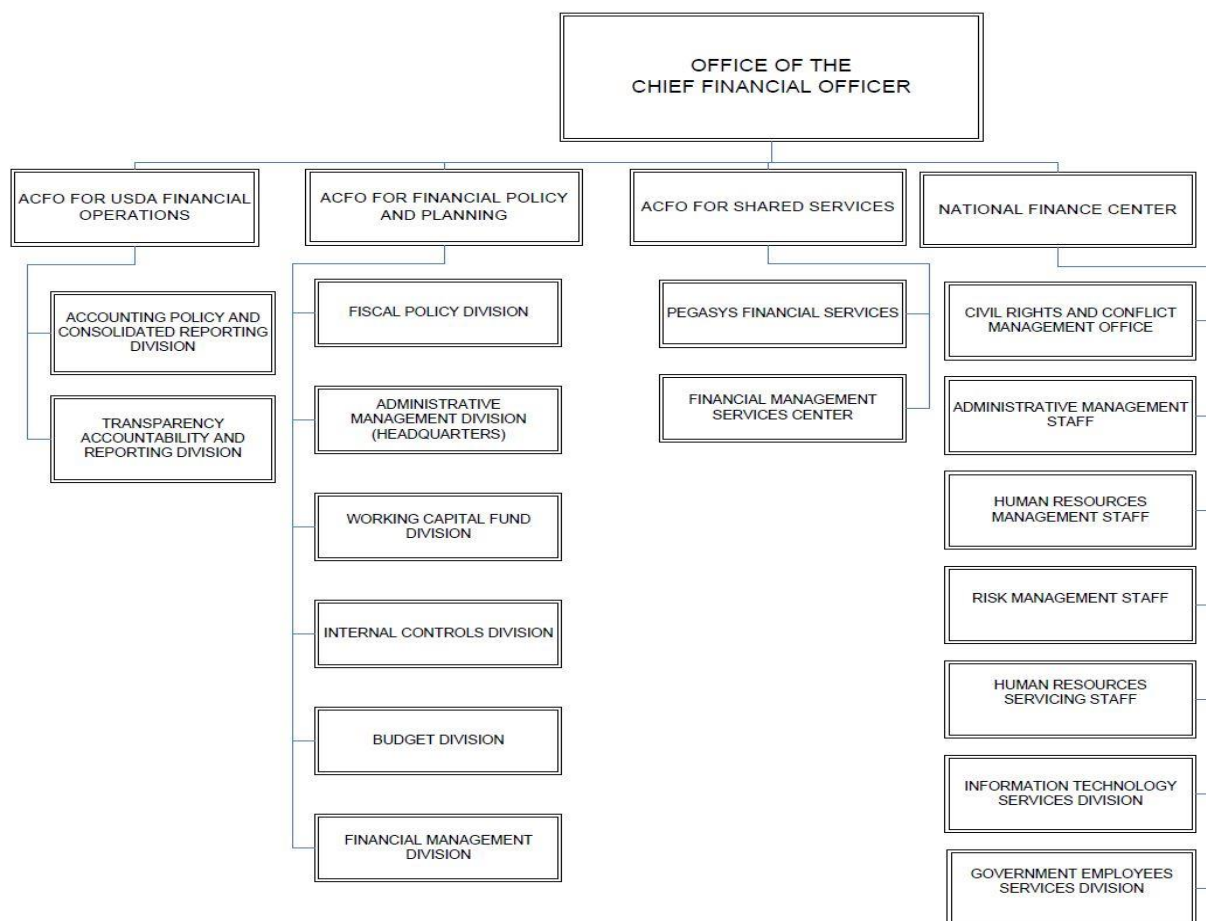 OFFICE OF THE
CHIEF FINANCIAL OFFICER
ACFO FOR USDA FINANCIAL
OPERATIONS
ACCOUNTING POLICY AND
CONSOLIDATED REPORTING
DIVISION
TRANSPARENCY
ACCOUNTABILITY AND
REPORTING DIVISION
ACFO FOR FINANCIAL POLICY
AND PLANNING
FISCAL POLICY DIVISION
ADMINISTRATIVE
MANAGEMENT DIVISION
(HEADQUARTERS)
WORKING CAPITAL FUND
DIVISION
INTERNAL CONTROLS DIVISION
BUDGET DIVISION
FINANCIAL MANAGEMENT
DIVISION
ACFO FOR SHARED SERVICES
PEGASYS FINANCIAL SERVICES
FINANCIAL MANAGEMENT
SERVICES CENTER
NATIONAL FINANCE CENTER
CIVIL RIGHTS AND CONFLICT
MANAGEMENT OFFICE
ADMINISTRATIVE MANAGEMENT
STAFF
HUMAN RESOURCES
MANAGEMENT STAFF
RISK MANAGEMENT STAFF
HUMAN RESOURCES
SERVICING STAFF
INFORMATION TECHNOLOGY
SERVICES DIVISION
GOVERNMENT EMPLOYEES
SERVICES DIVISION